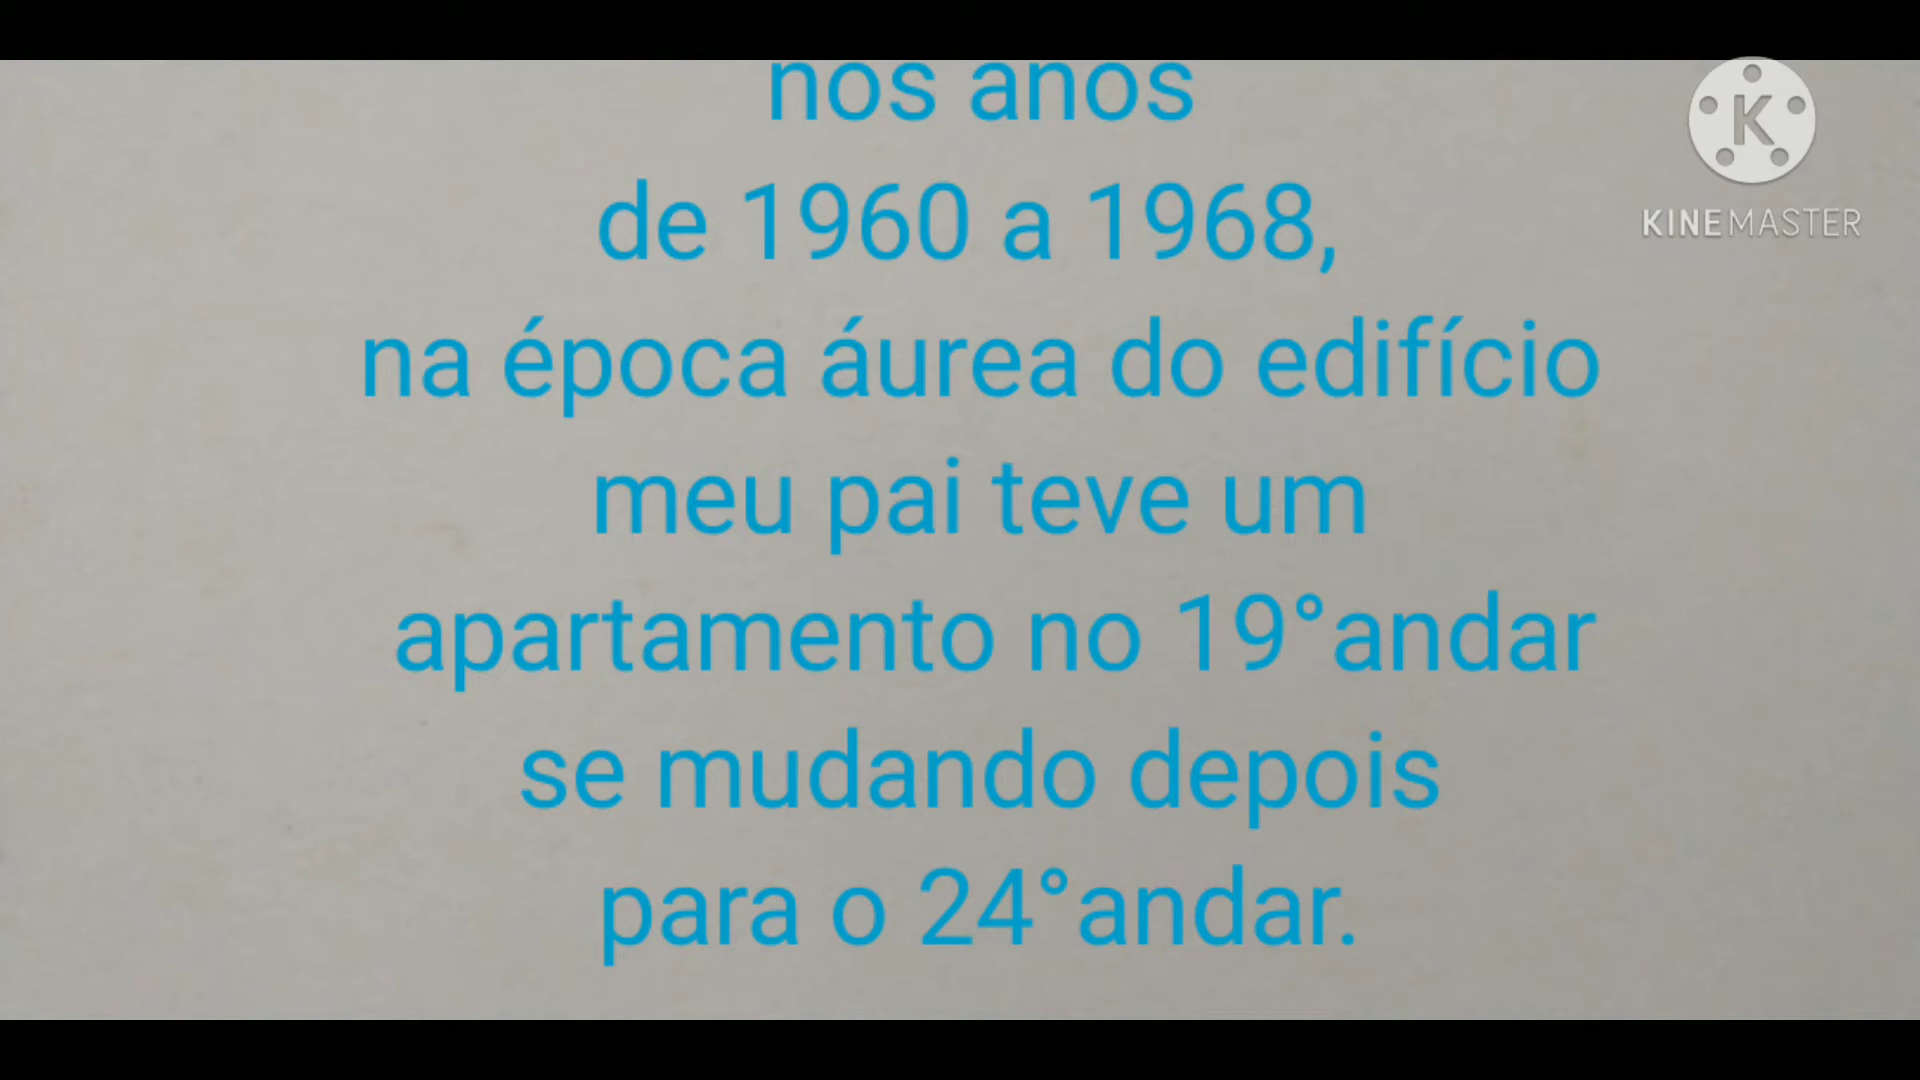 nos anos
de 1960 a 1968,
na época áurea do edifício
meu pai teve um
apartamento no 19°andar
se mudando depois
para o 24°andar.
K
KINEMASTER